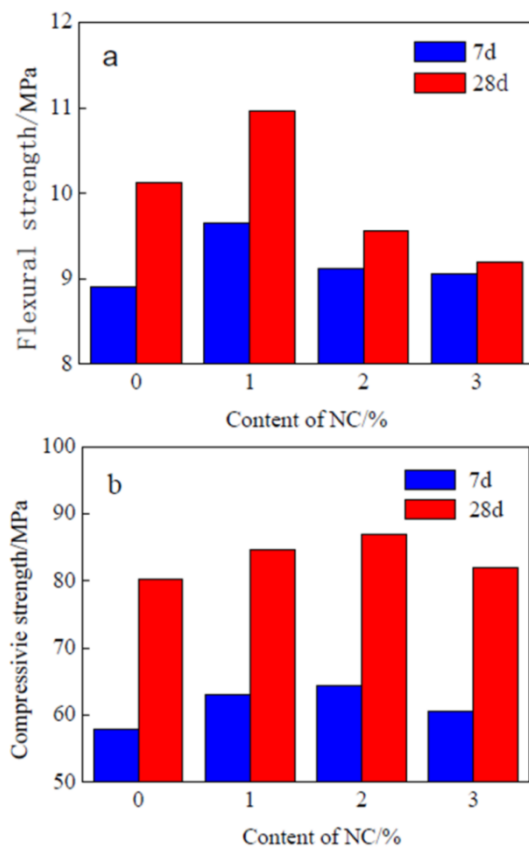 a
7d
28d
12
11
10
9
8
Flexural strength/MPa
0 1 2 3
Content of NC/%
b
7d
28d
100
90
80
70
60
50
Compressivie strength/MPa
0 1 2 3
Content of NC/%